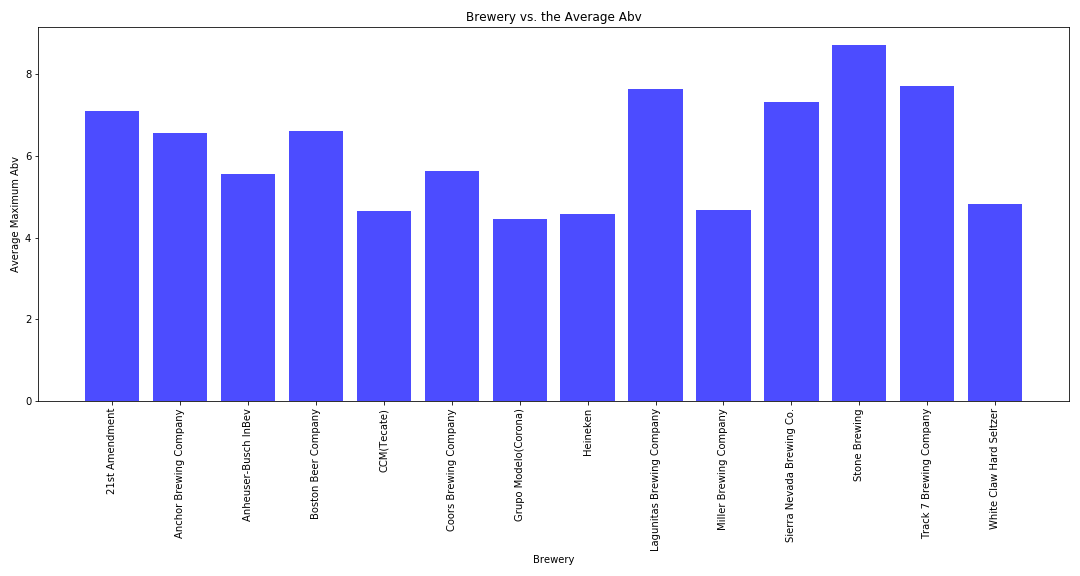 Brewery vs. the Average Abv
Average Maximum Abv
8
6
4
2
0
21st Amendment
Anchor Brewing Company
Anheuser-Busch InBev
Boston Beer Company
CCM(Tecate)
Coors Brewing Company
Grupo Modelo(Corona)
Heineken
Lagunitas Brewing Company
Miller Brewing Company
Sierra Nevada Brewing Co.
Stone Brewing
Track 7 Brewing Company
White Claw Hard Seltzer
Brewery